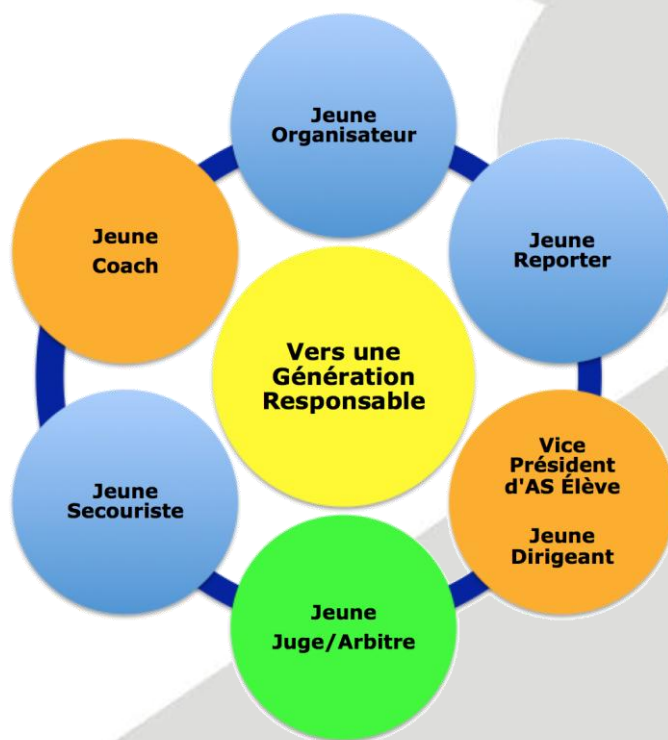 Jeune
Organisateur
Jeune
Coach
Jeune
Reporter
Vers une
Génération
Responsable
Jeune
Secouriste
Vice
Président
d'AS Élève
Jeune
Dirigeant
Jeune
Juge/Arbitre